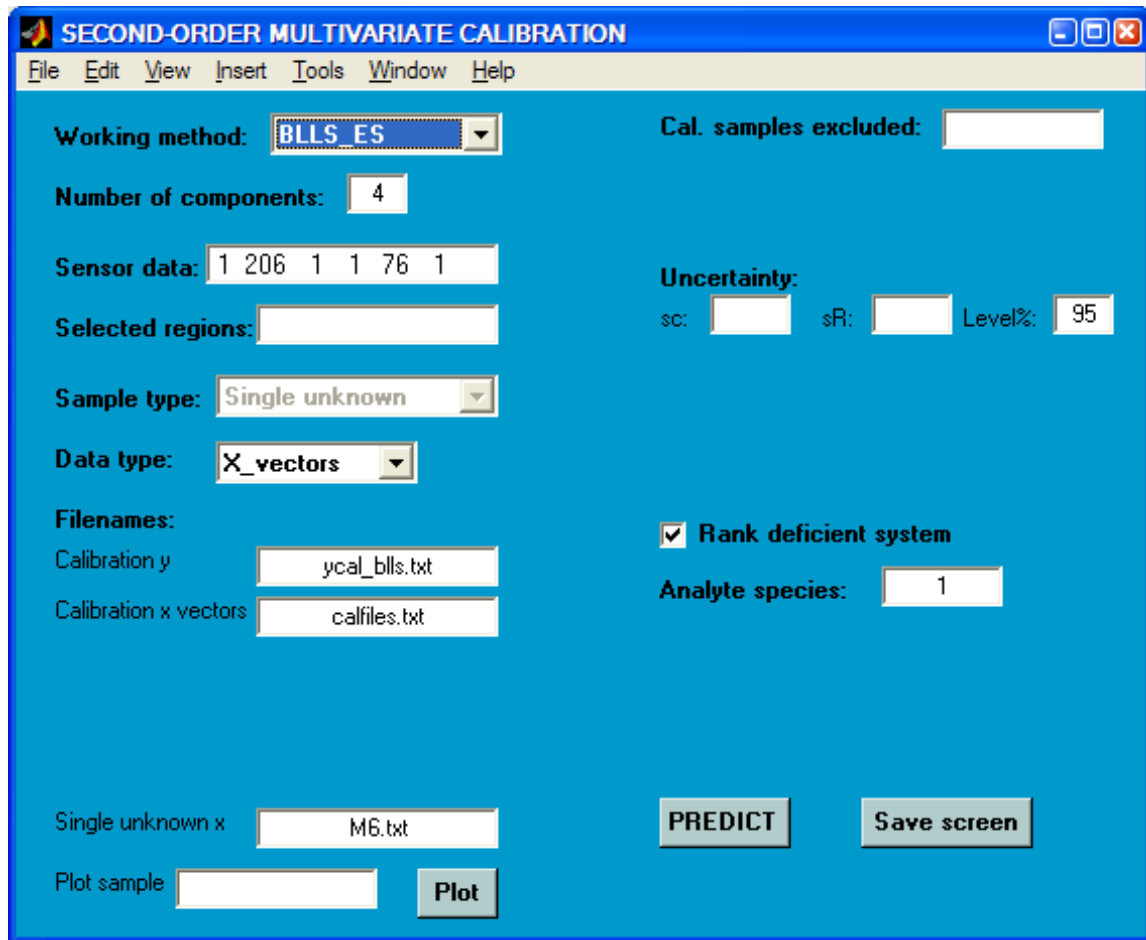 SECOND-ORDER MULTIVARIATE CALIBRATION
File Edit View Insert Tools Window Help
Working method: BLLS_ES
Cal. samples excluded:
Number of components: 4
Sensor data: 1 206 1 1 76 1
Uncertainty:
Selected regions:
sc: sR: Level%: 95
Sample type: Single unknown
Data type: X_vectors
Filenames:
Rank deficient system
Calibration y ycal_blls.txt
Analyte species: 1
Calibration x vectors calfiles.txt
Single unknown x M6.txt
PREDICT Save screen
Plot sample Plot